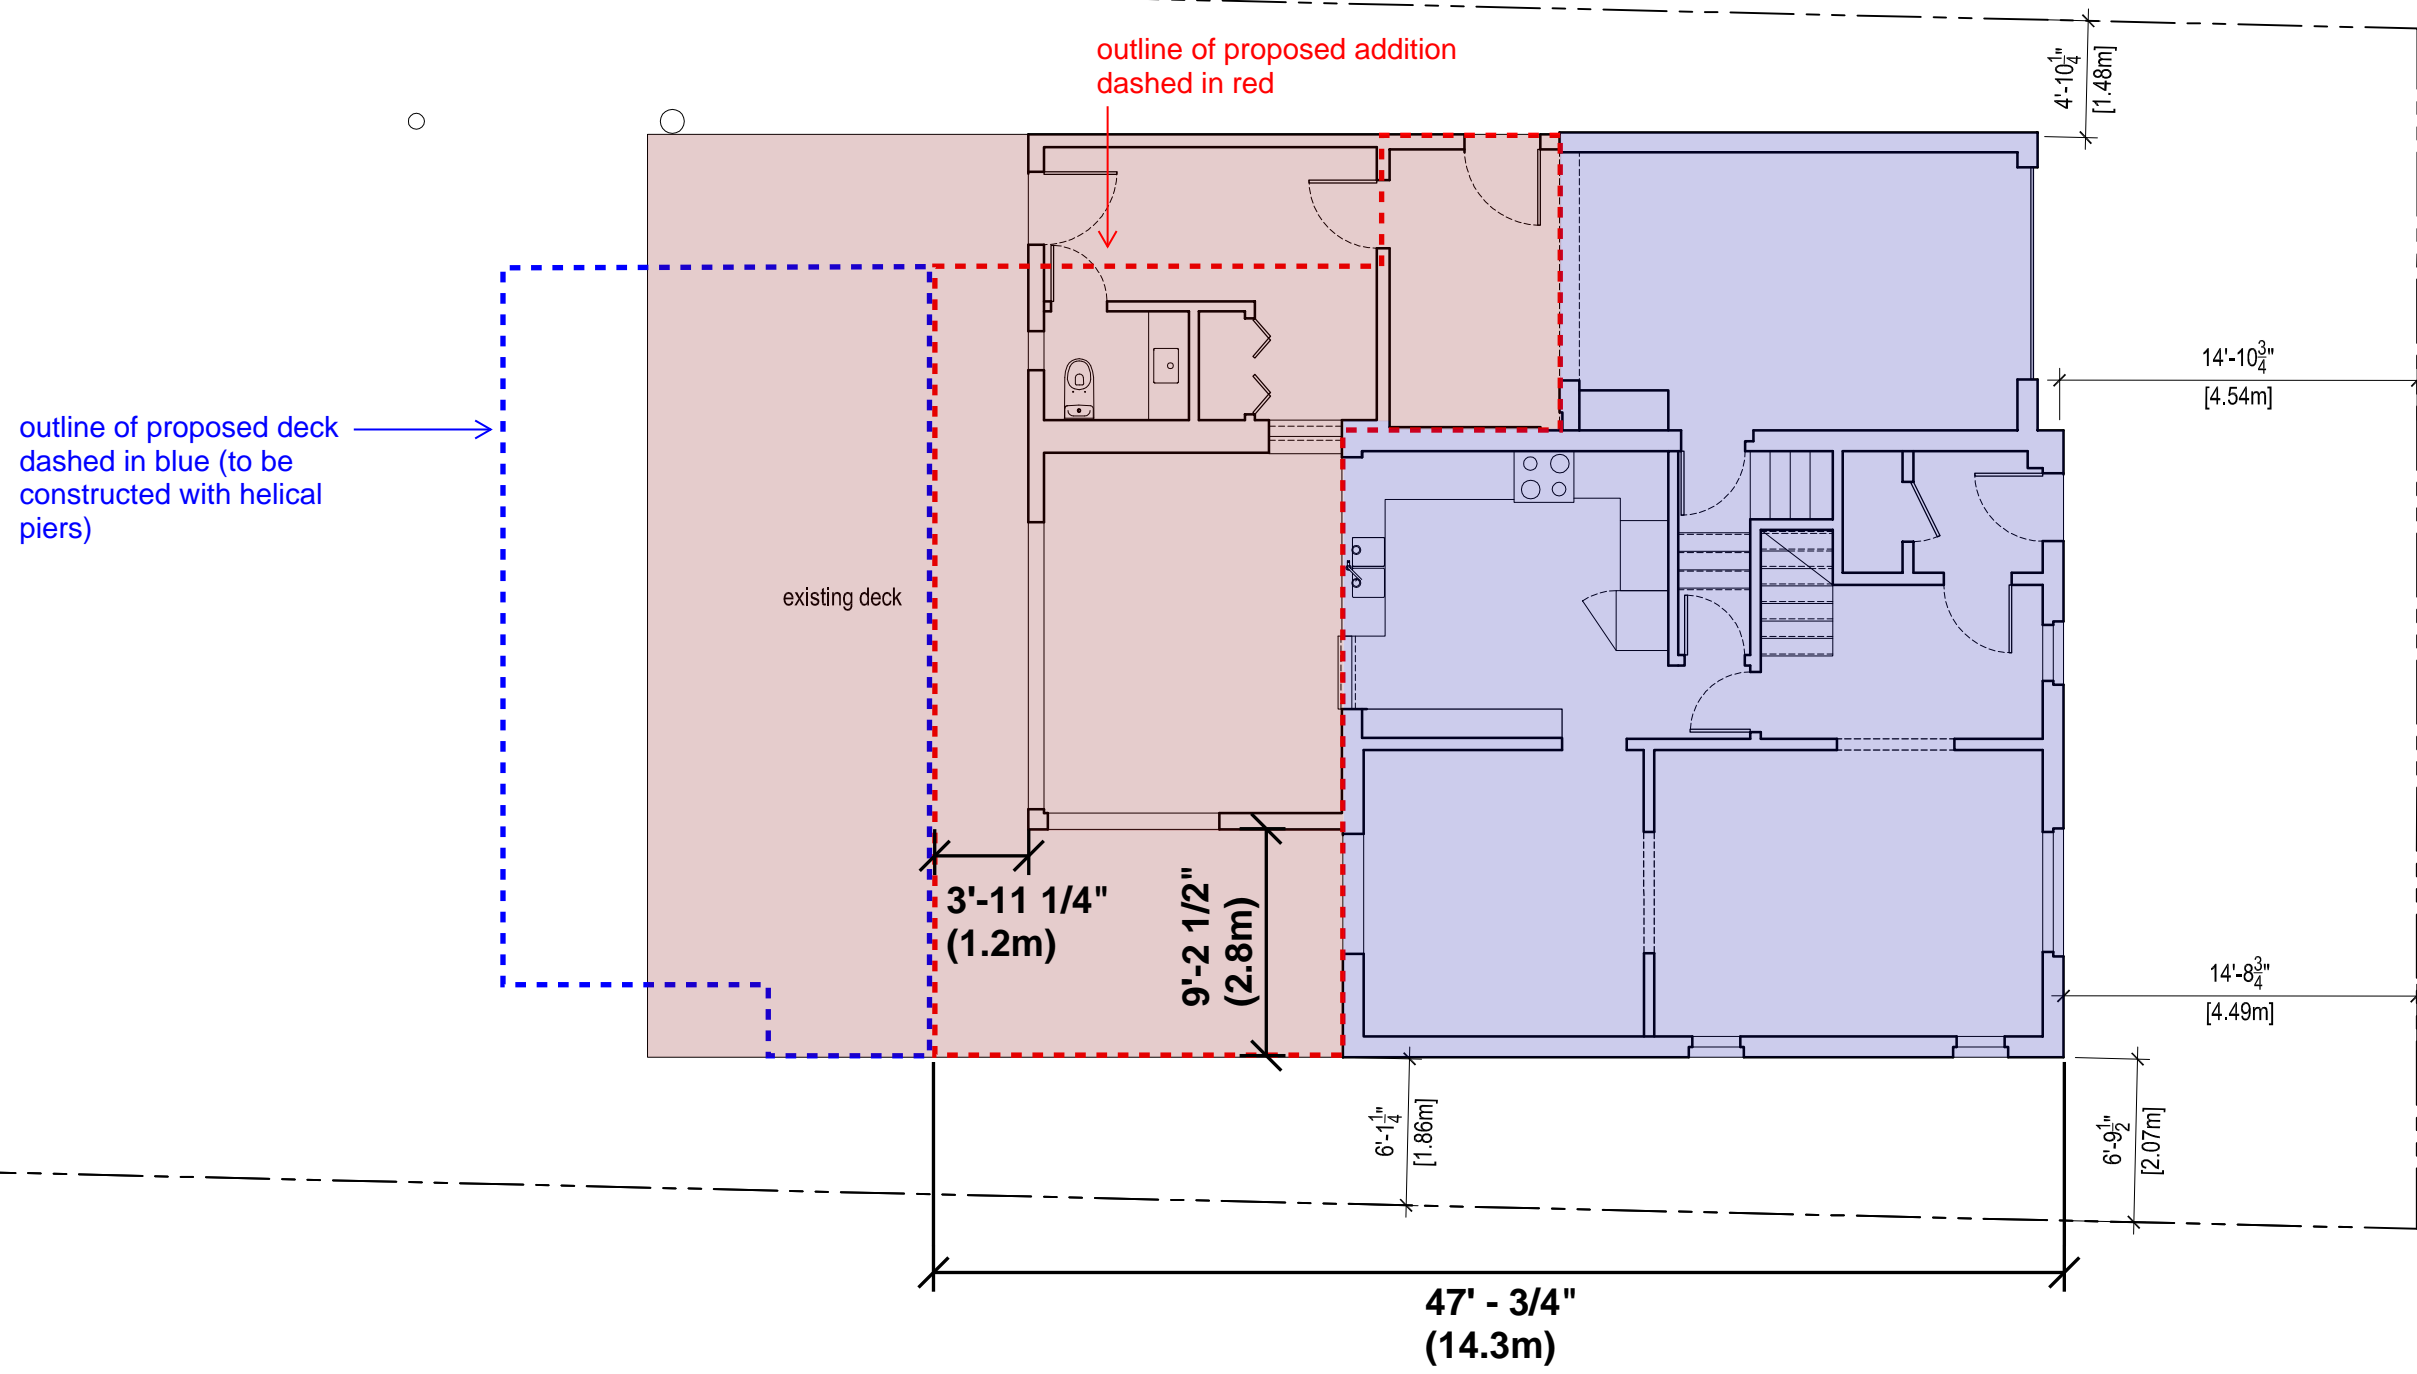 outline of proposed addition
dashed in red
4'-10 1/4"
[1.48m]
14'-10 3/4"
[4.54m]
outline of proposed deck
dashed in blue (to be
constructed with helical
piers)
existing deck
3'-11 1/4"
(1.2m)
9'-2 1/2"
(2.8m)
14'-8 3/4"
[4.49m]
6'-1 1/4"
[1.86m]
6'-9 1/2"
[2.07m]
47' - 3/4"
(14.3m)